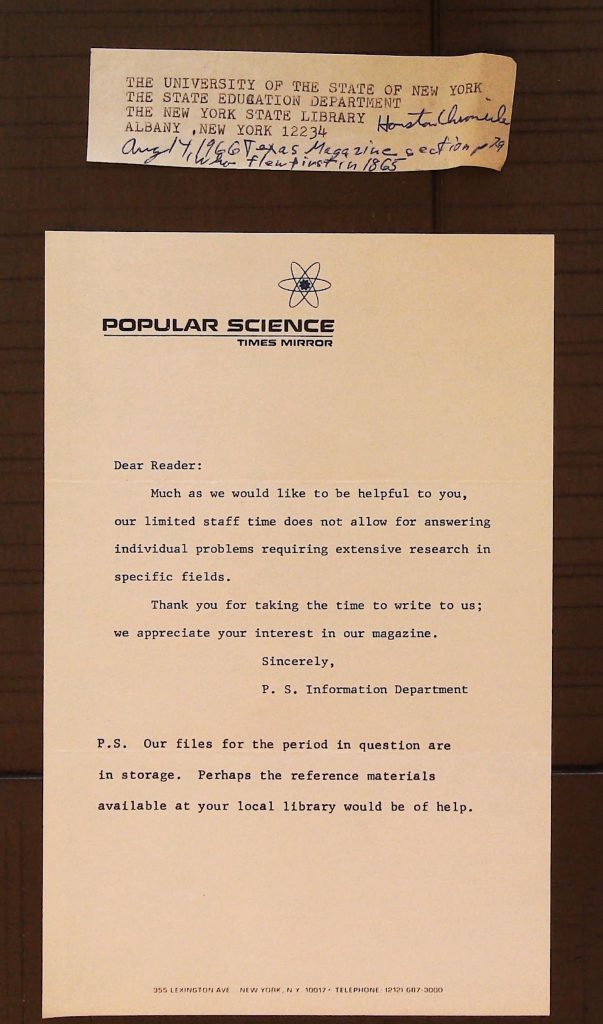 THE UNIVERSITY OF THE STATE OF NEW YORK
THE STATE EDUCATION DEPARTMENT
THE NEW YORK STATE LIBRARY Houston Chronicle
ALBANY ,NEW YORK 12234
1966 Texas Magazine section
Who flew first in 1865
POPULAR SCIENCE
TIMES MIRROR
Dear Reader:
Much as we would like to be helpful to you,
our limited staff time does not allow for answering
individual problems requiring extensive research in
specific fields.
Thank you for taking the time to write to us;
we appreciate your interest in our magazine.
Sincerely,
P. S. Information Department
P.S. Our files for the period in question are
in storage. Perhaps the reference materials
available at your local library would be of help.
355 LEXINGTON AVE NEW YORK, N.Y. 10017 • TELEPHONE: (212) 687-3000